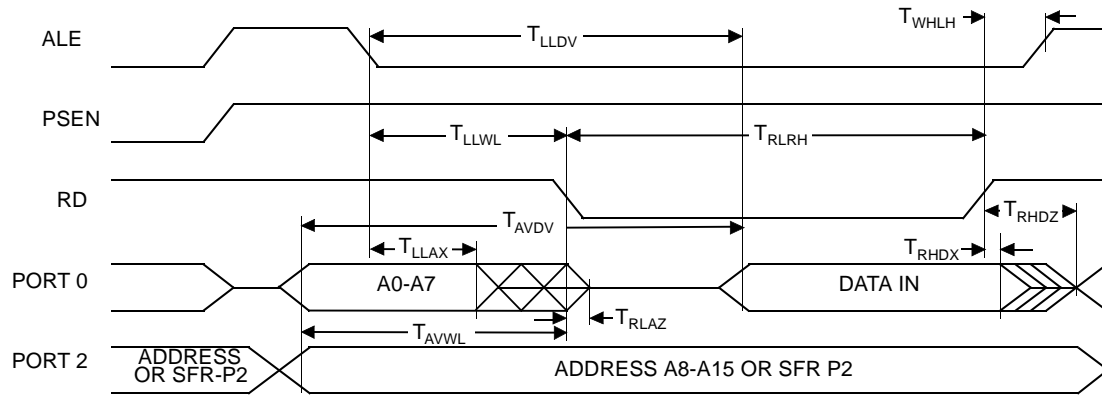 ALE
T_LLDV
T_WHLH
PSEN
T_LLWL
T_RLRH
RD
T_AVDV
T_RHDZ
T_LLAX
T_RHDX
PORT 0
A0-A7
DATA IN
T_RLAZ
T_AVWL
PORT 2
ADDRESS
OR SFR-P2
ADDRESS A8-A15 OR SFR P2